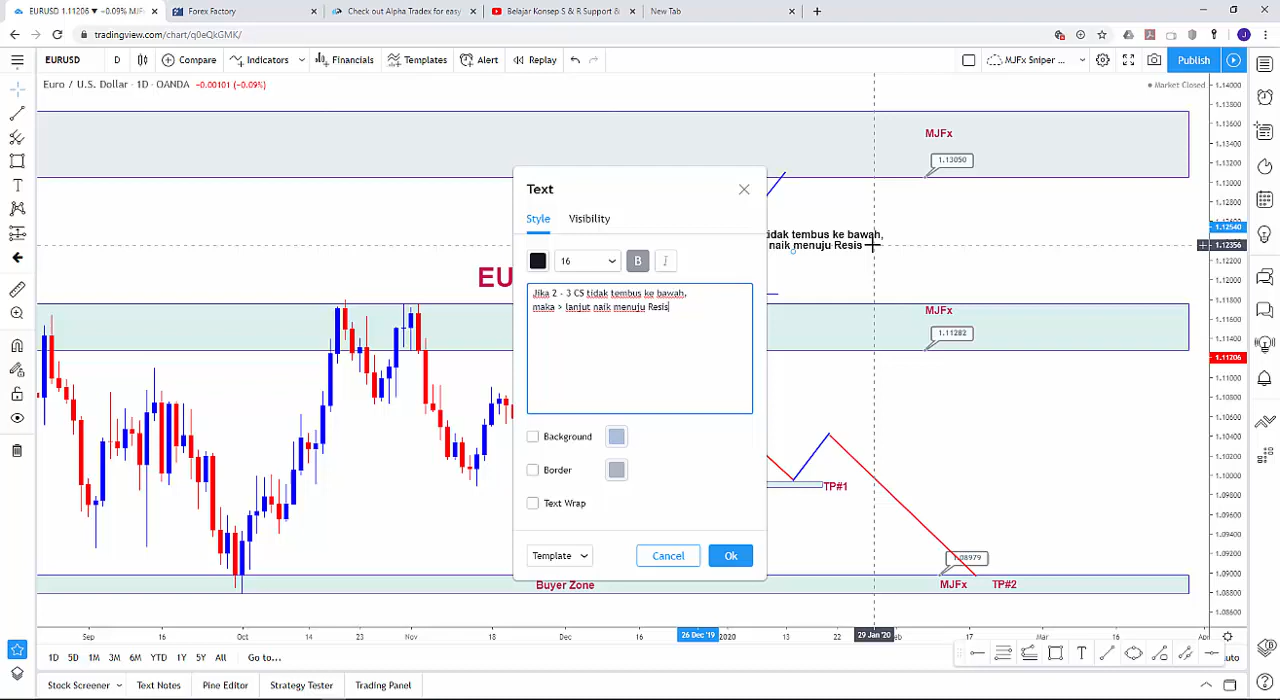 EURUSD 1.11206 ▼ −0.09% MJFx
Forex Factory
Check out Alpha Tradex for easy
Belajar Konsep S & R Support &
New Tab
tradingview.com/chart/q0eQkGMK/
EURUSD
D
Compare
Indicators
Financials
Templates
Alert
Replay
MJFx Sniper ...
Publish
Euro / U.S. Dollar · 1D · OANDA −0.00101 (−0.09%)
Market Closed
1.14000
1.13800
1.13600
1.13400
1.13200
1.13000
1.12800
1.12540
1.12356
1.12200
1.12000
1.11800
1.11600
1.11400
1.11206
1.11000
1.10800
1.10600
1.10400
1.10200
1.10000
1.09800
1.09600
1.09400
1.09200
1.09000
1.08800
1.08600
MJFx
1.13050
tidak tembus ke bawah,
naik menuju Resis
EU
MJFx
1.11282
TP#1
1.08979
Buyer Zone
MJFx
TP#2
Text
Style
Visibility
16
B
I
Jika 2 - 3 CS tidak tembus ke bawah,
maka > lanjut naik menuju Resis
Background
Border
Text Wrap
Template
Cancel
Ok
Sep
16
Oct
14
23
Nov
18
Dec
16
26 Dec '19
2020
13
22
29 Jan '20
eb
17
Mar
16
Ap
1D
5D
1M
3M
6M
YTD
1Y
5Y
All
Go to...
uto
Stock Screener
Text Notes
Pine Editor
Strategy Tester
Trading Panel